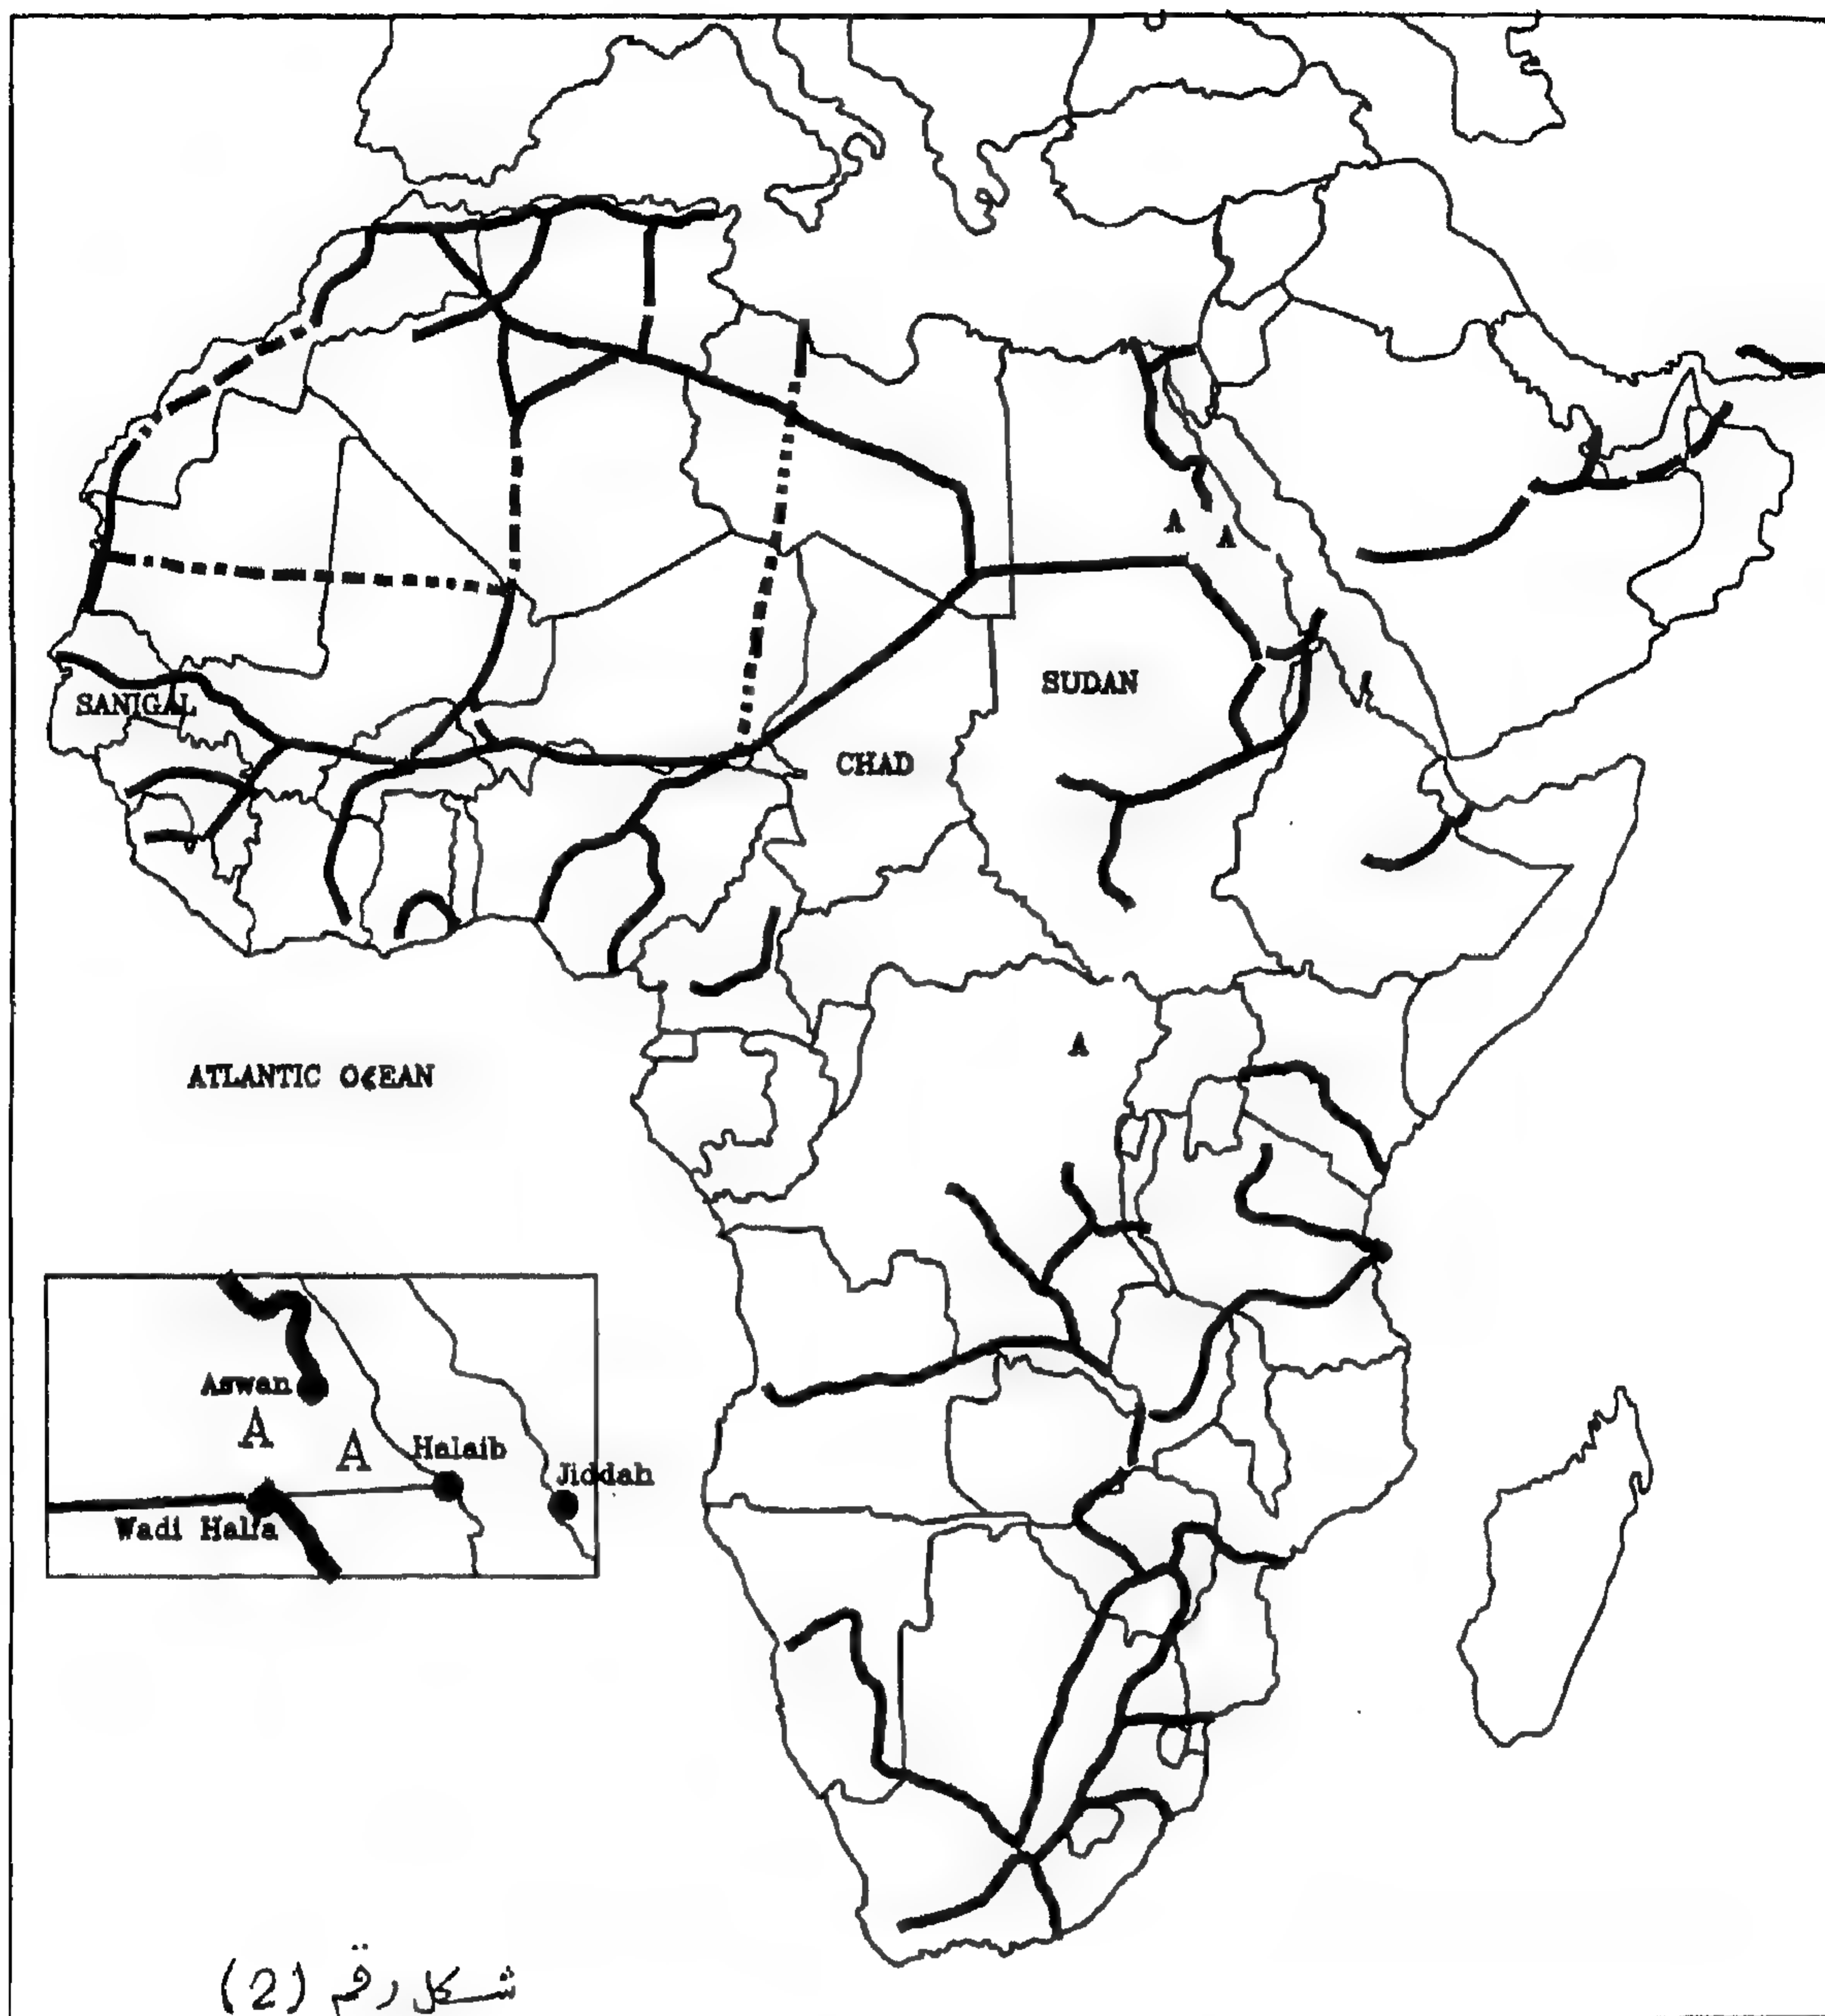 A
A
SUDAN
SANIGAL
CHAD
A
ATLANTIC OCEAN
Aswan
A
A
Halaib
Jiddah
Wadi Halfa
شكل رقم (2)